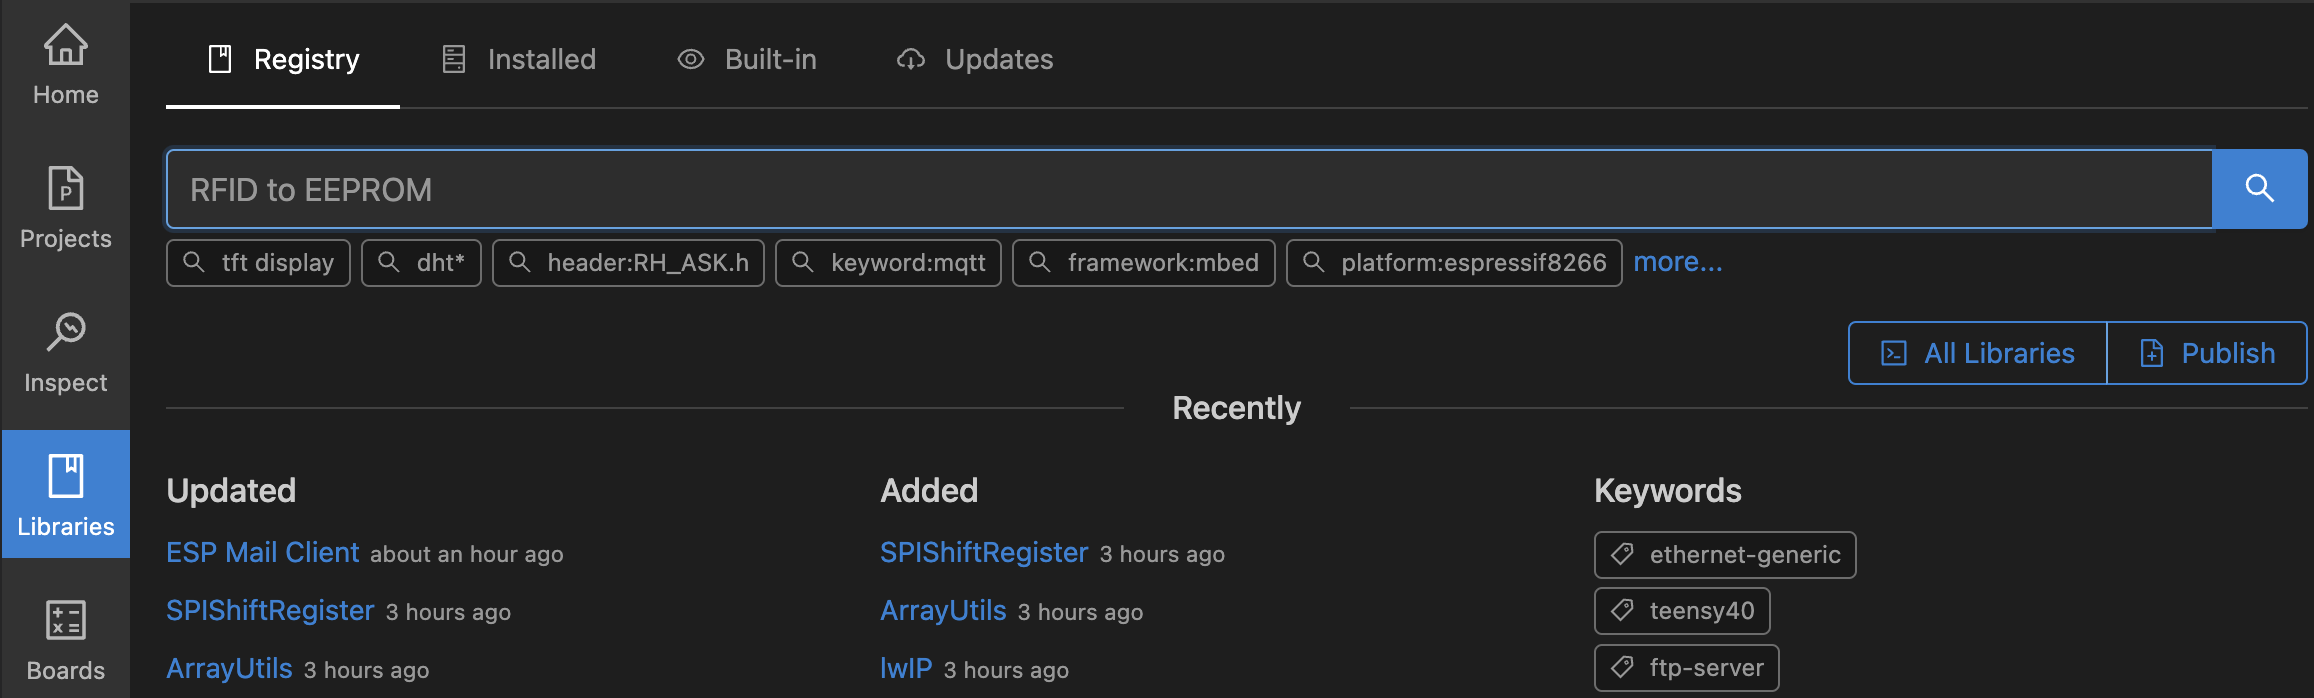 Home
Projects
Inspect
Libraries
Boards
Registry Installed Built-in Updates
RFID to EEPROM
tft display dht* header:RH_ASK.h keyword:mqtt framework:mbed platform:espressif8266 more...
All Libraries Publish
Recently
Updated
ESP Mail Client about an hour ago
SPIShiftRegister 3 hours ago
ArrayUtils 3 hours ago
Added
SPIShiftRegister 3 hours ago
ArrayUtils 3 hours ago
lwIP 3 hours ago
Keywords
ethernet-generic
teensy40
ftp-server